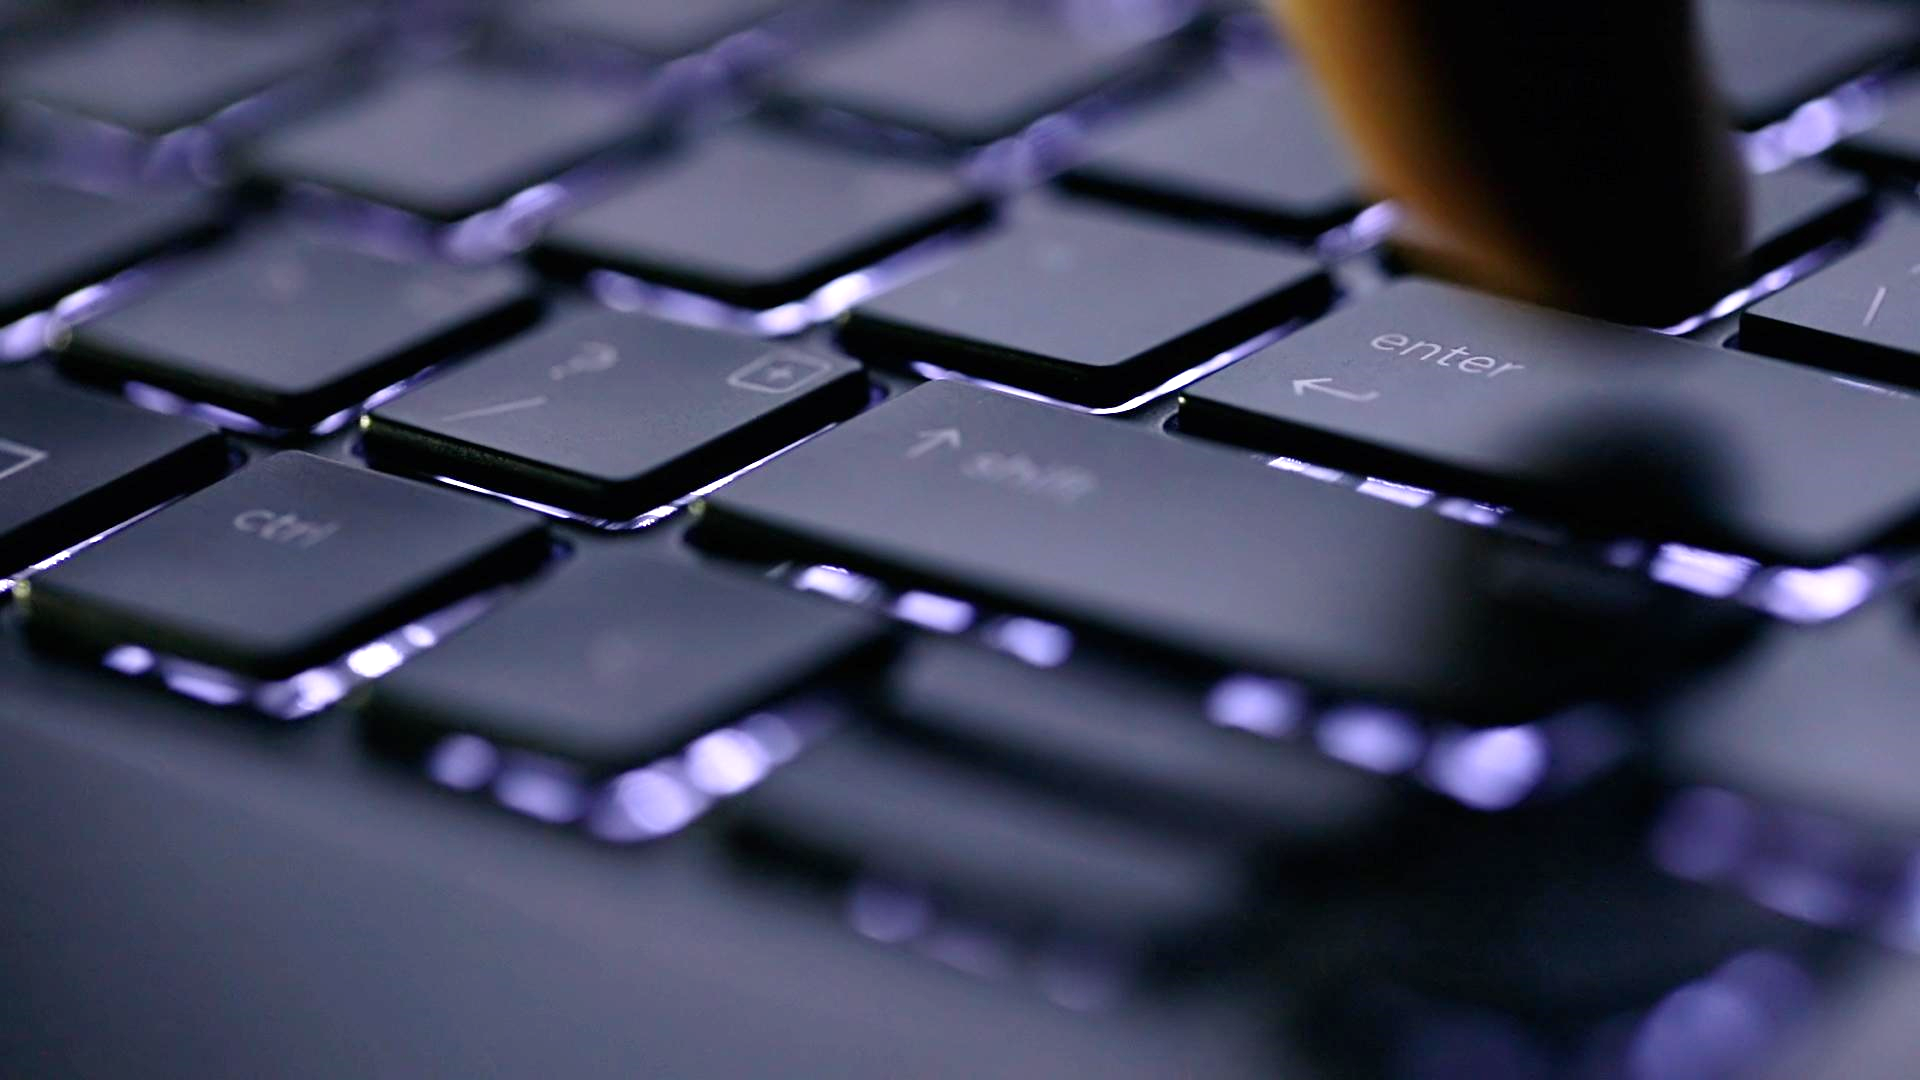 enter
shift
?
/
ctrl
\